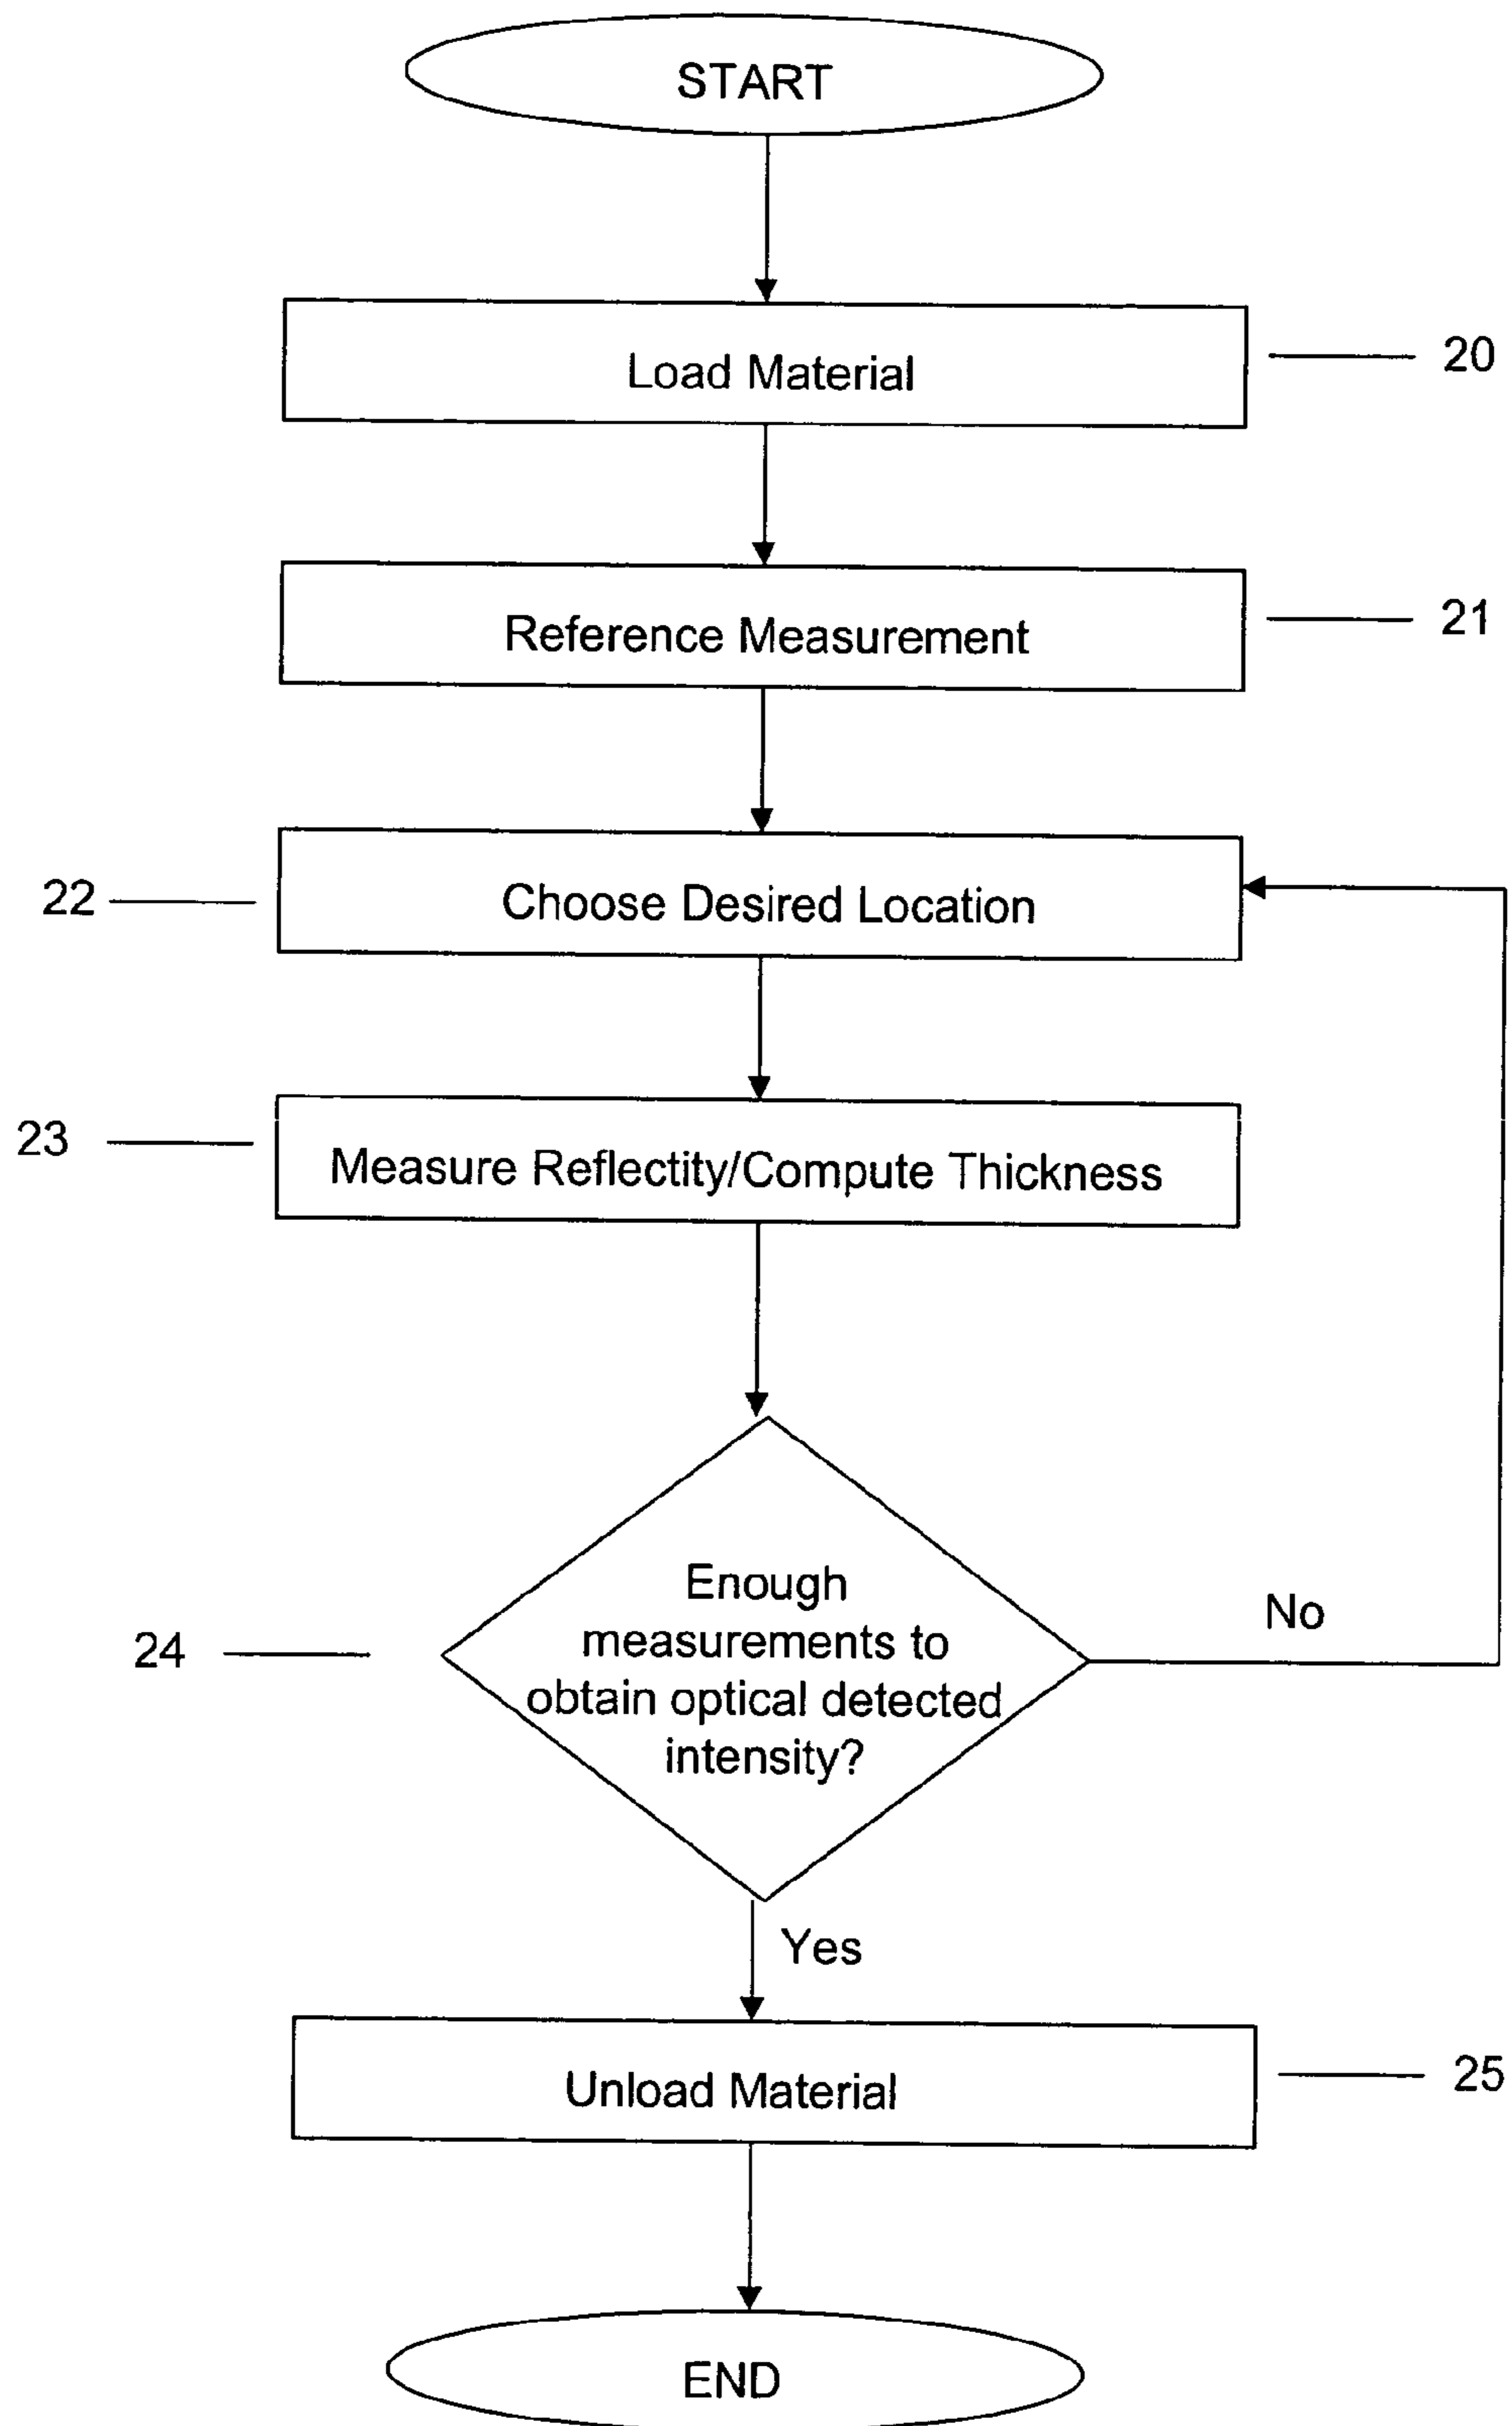 START
Load Material
20
Reference Measurement
21
22
Choose Desired Location
23
Measure Reflectity/Compute Thickness
24
Enough
measurements to
obtain optical detected
intensity?
No
Yes
Unload Material
25
END